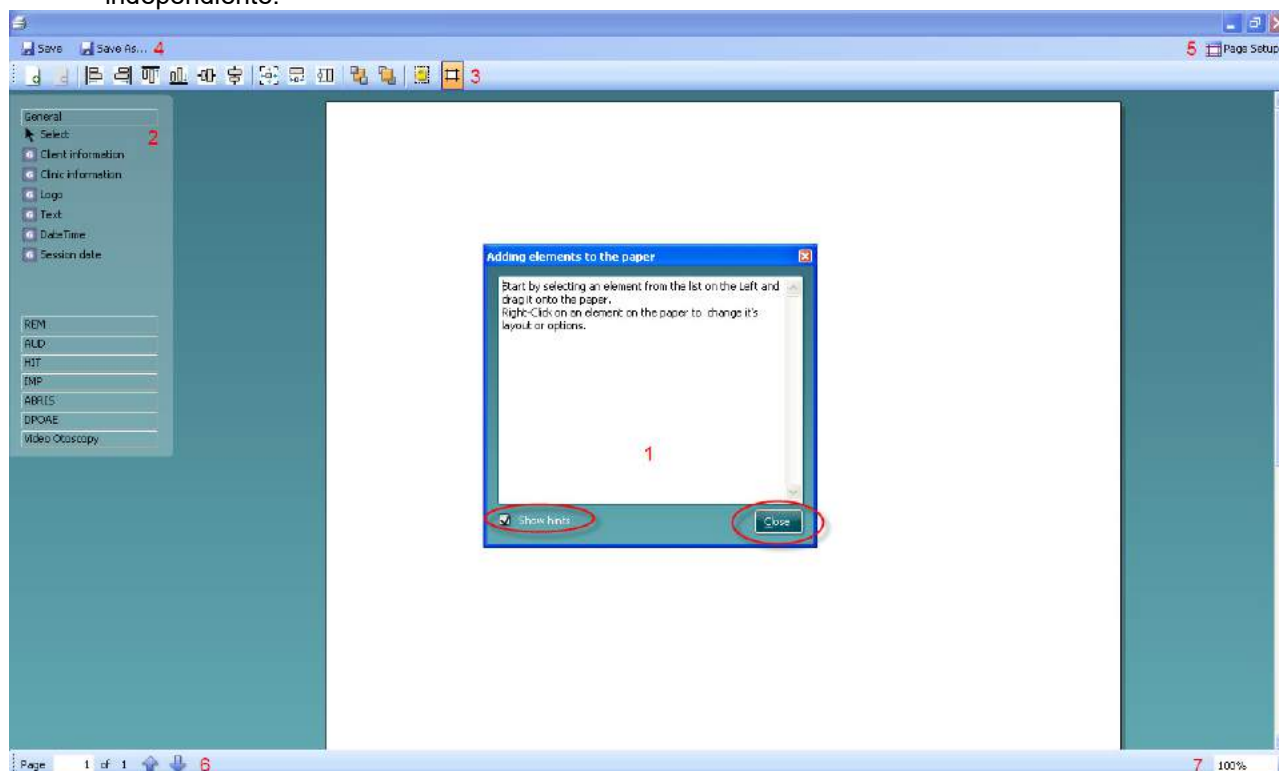 independiente.
Save Save As... 4
5 Page Setup
3
General
Select
2
Client information
Clinic information
Logo
Text
DateTime
Session date
REM
AUD
HIT
IMP
ABRIS
DPOAE
Video Otoscopy
Adding elements to the paper
Start by selecting an element from the list on the Left and
drag it onto the paper.
Right-Click on an element on the paper to change it's
layout or options.
1
Show hints
Close
Page 1 of 1 6
7 100%